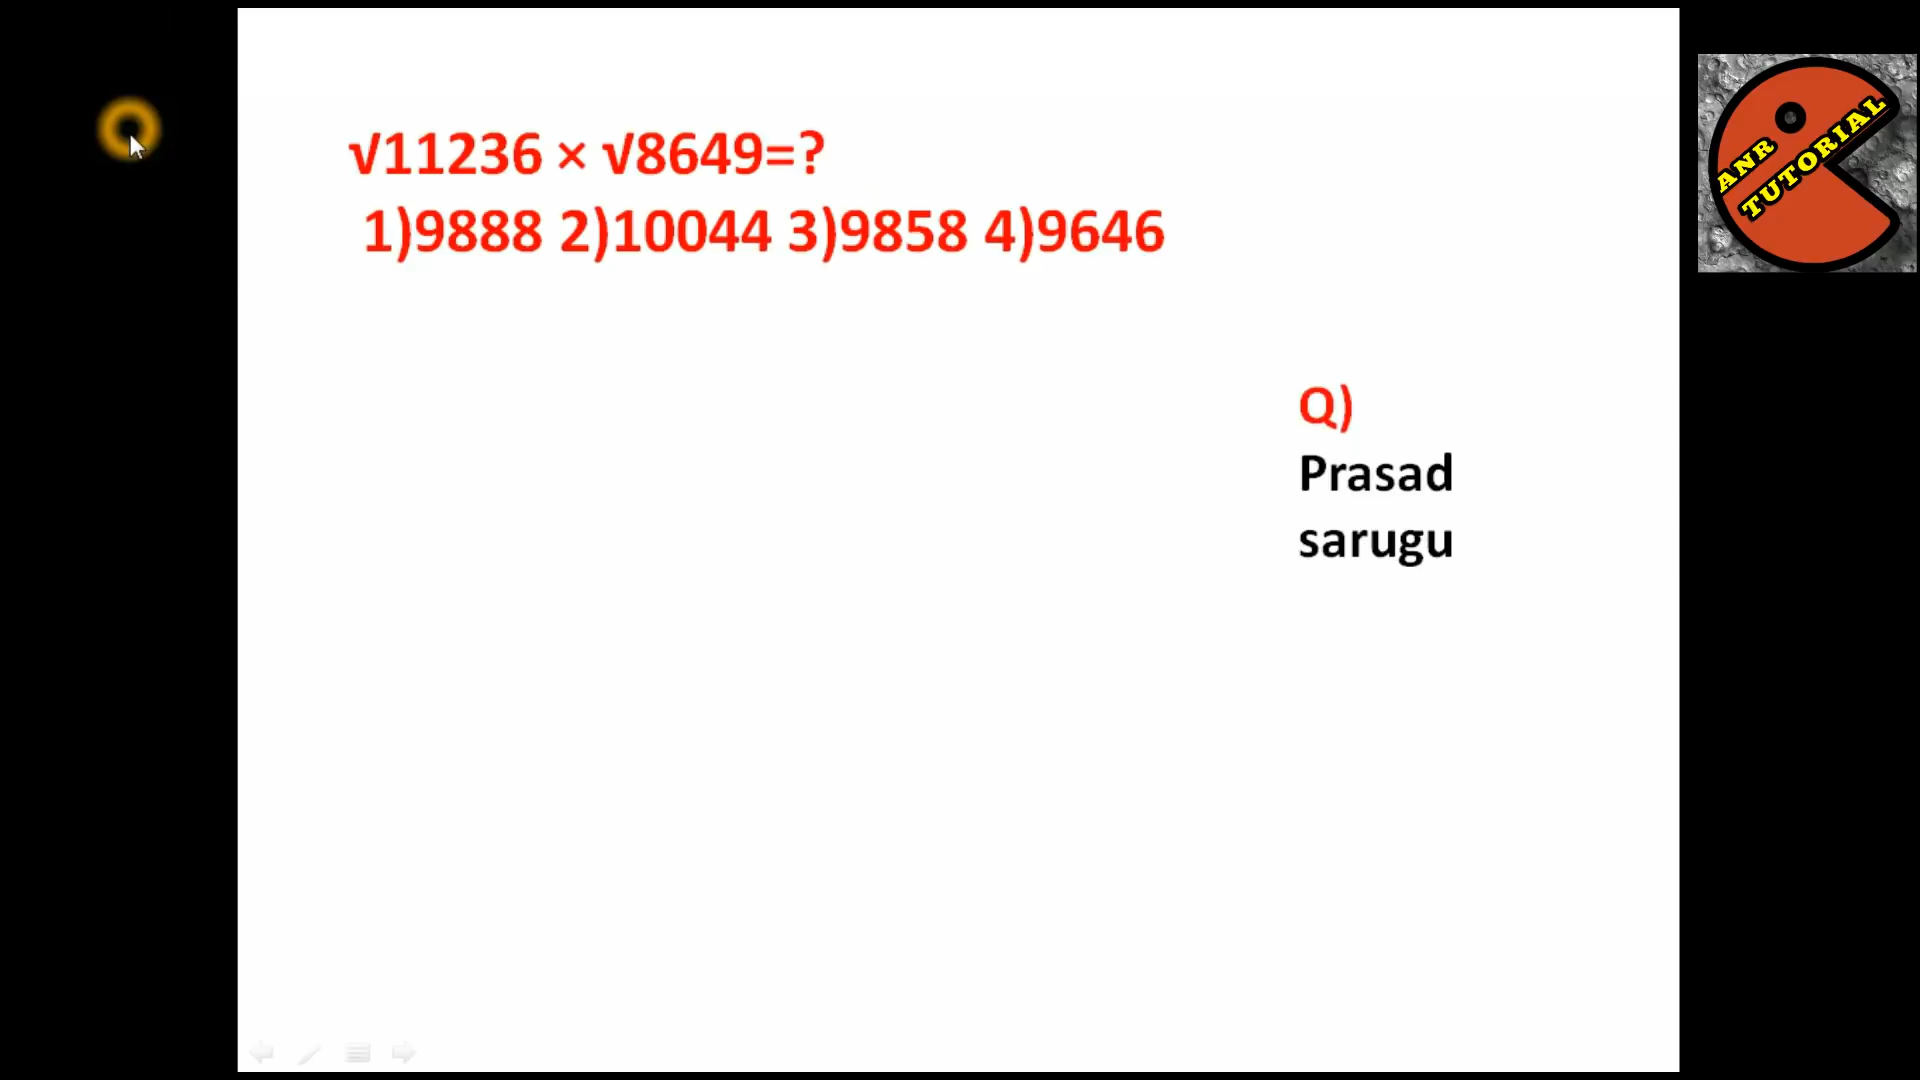 √11236 × √8649=?
1)9888 2)10044 3)9858 4)9646
Q)
Prasad
sarugu
ANR
TUTORIAL